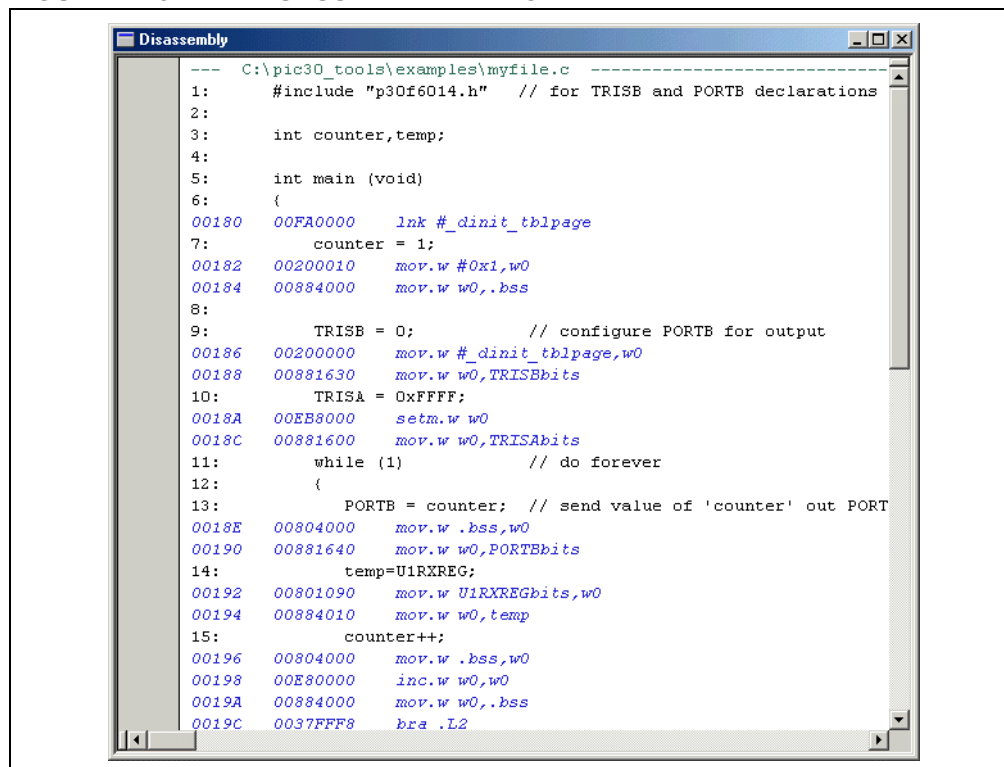 Disassembly
--- C:\pic30_tools\examples\myfile.c ------------------------------
1: #include "p30f6014.h" // for TRISB and PORTB declarations
2:
3: int counter,temp;
4:
5: int main (void)
6: {
00180 00FA0000 lnk #_dinit_tblpage
7: counter = 1;
00182 00200010 mov.w #0x1,w0
00184 00884000 mov.w w0,.bss
8:
9: TRISB = 0; // configure PORTB for output
00186 00200000 mov.w #_dinit_tblpage,w0
00188 00881630 mov.w w0,TRISBbits
10: TRISA = 0xFFFF;
0018A 00EB8000 setm.w w0
0018C 00881600 mov.w w0,TRISAbits
11: while (1) // do forever
12: {
13: PORTB = counter; // send value of 'counter' out PORT
0018E 00804000 mov.w .bss,w0
00190 00881640 mov.w w0,PORTBbits
14: temp=U1RXREG;
00192 00801090 mov.w U1RXREGbits,w0
00194 00884010 mov.w w0,temp
15: counter++;
00196 00804000 mov.w .bss,w0
00198 00E80000 inc.w w0,w0
0019A 00884000 mov.w w0,.bss
0019C 0037FFF8 bra .L2